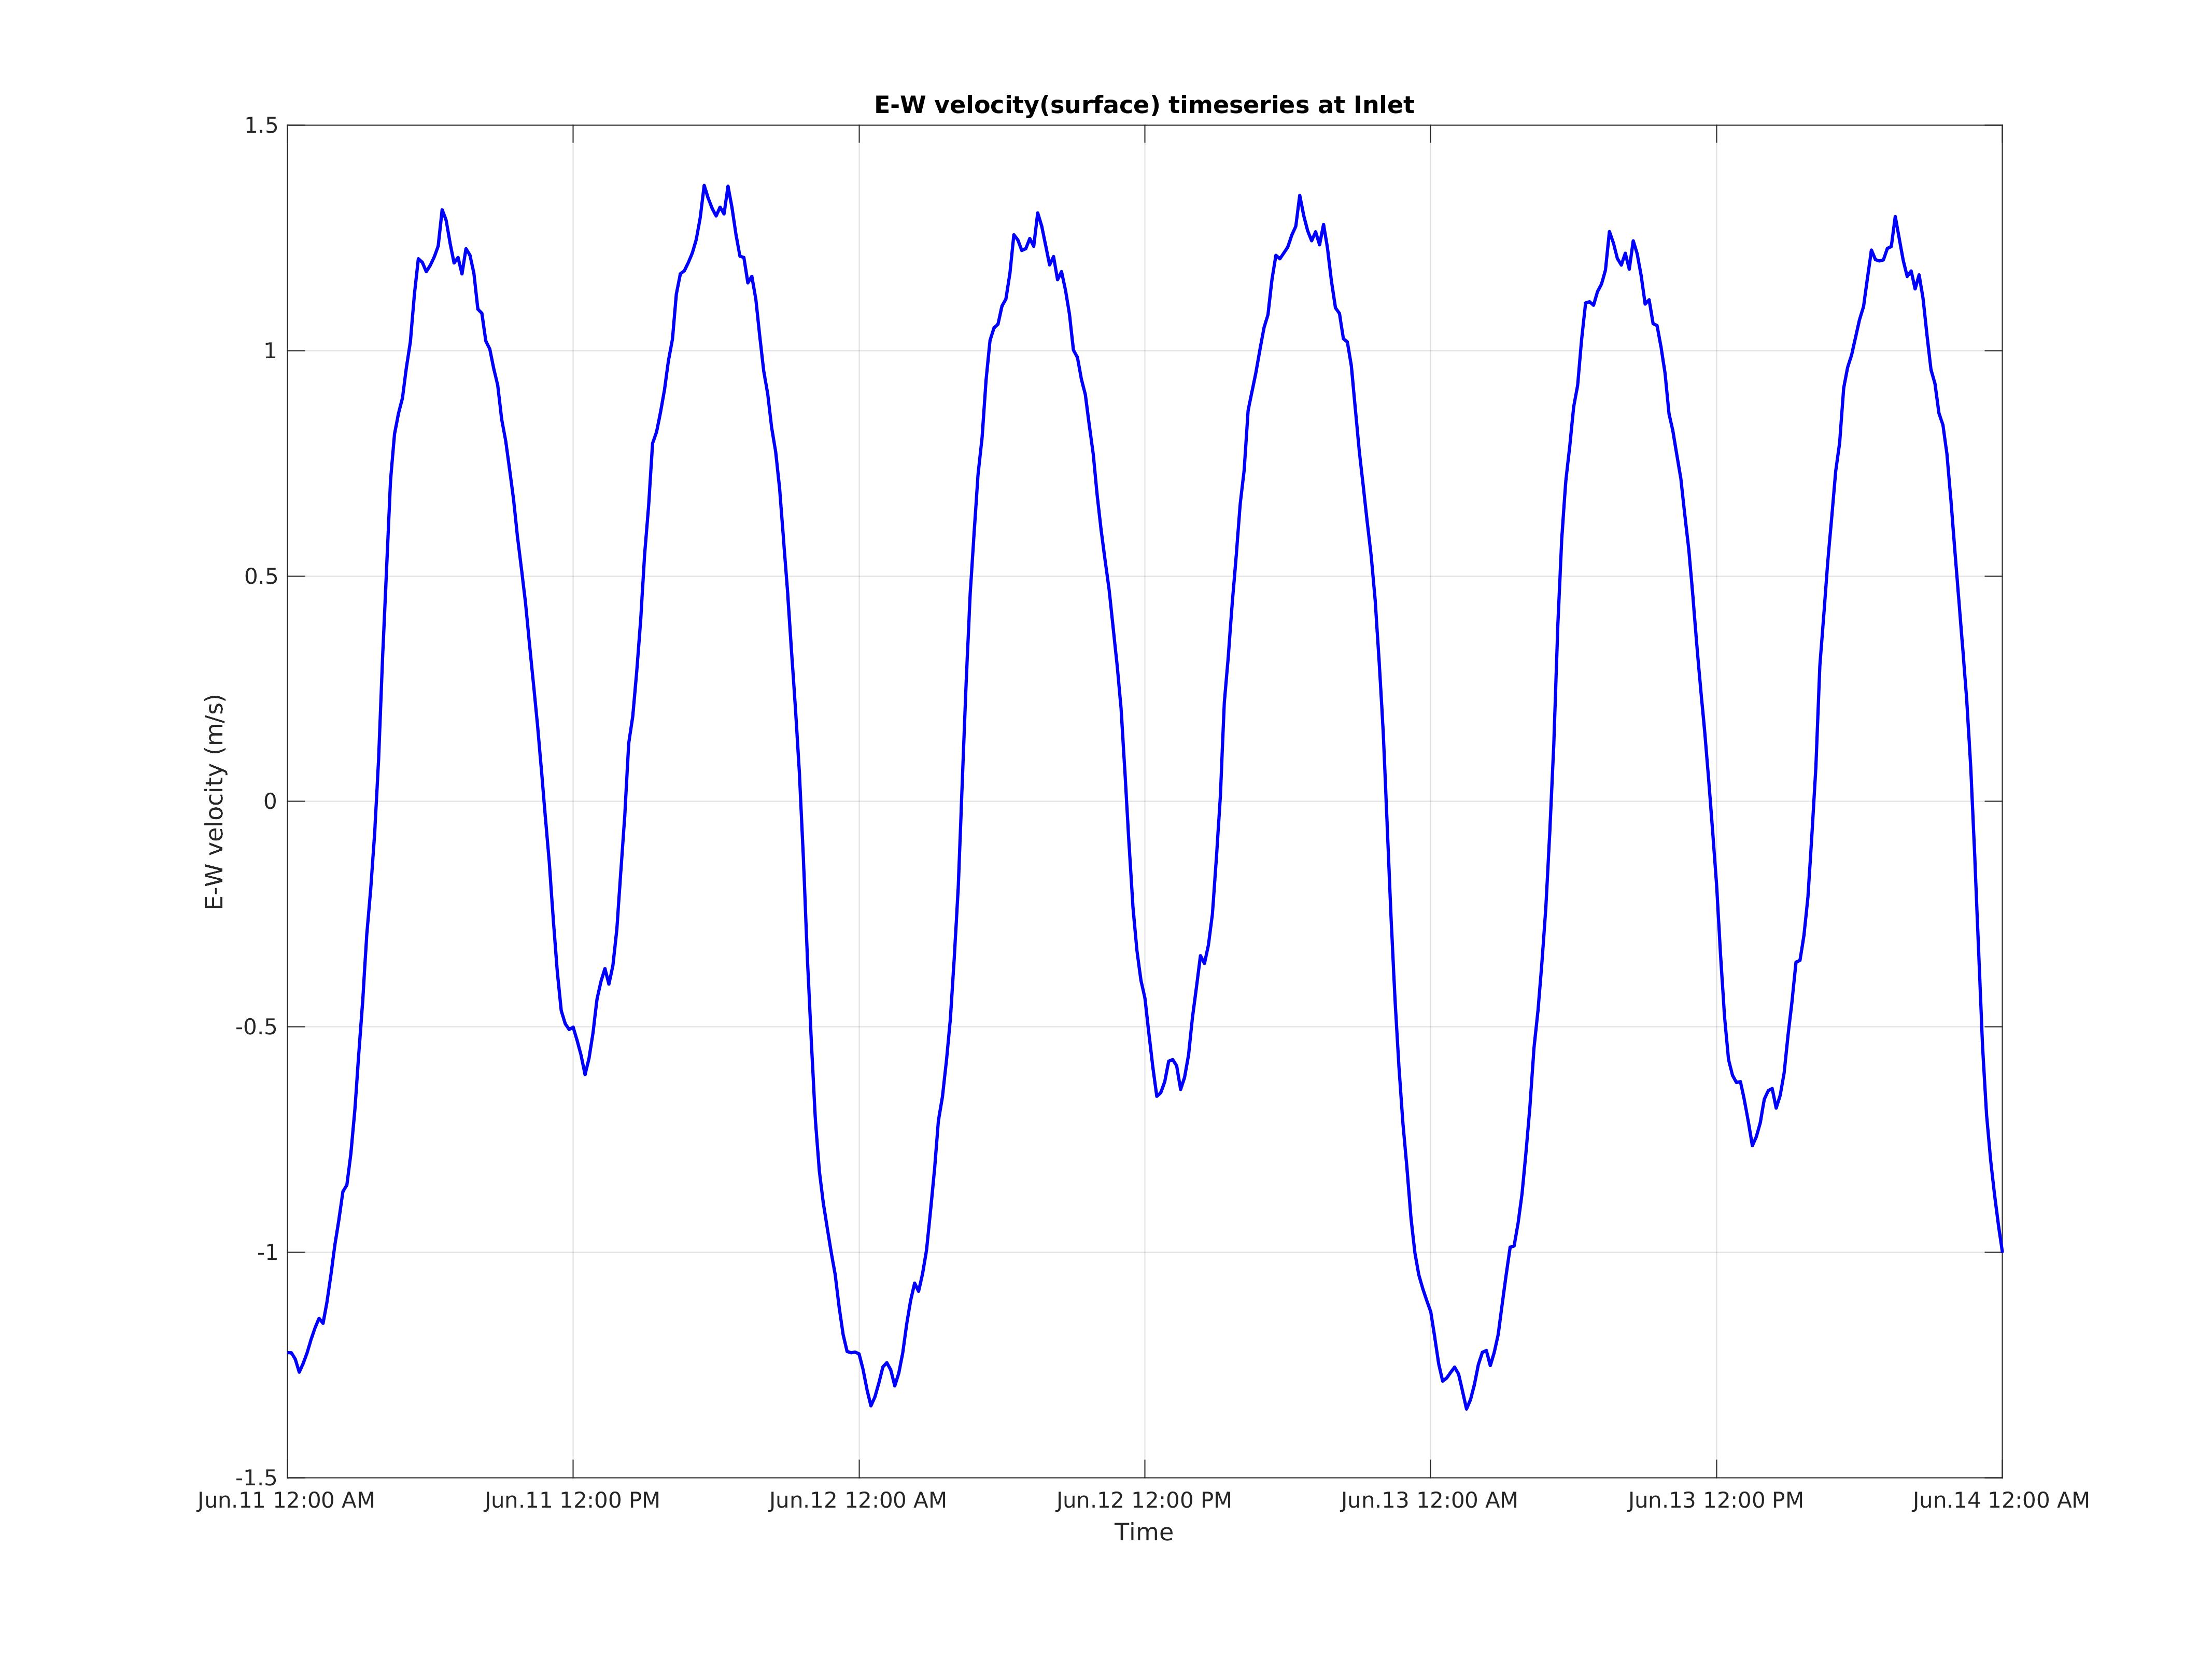 E-W velocity(surface) timeseries at Inlet
1.5
1
0.5
0
-0.5
-1
-1.5
E-W velocity (m/s)
Jun.11 12:00 AM Jun.11 12:00 PM Jun.12 12:00 AM Jun.12 12:00 PM Jun.13 12:00 AM Jun.13 12:00 PM Jun.14 12:00 AM
Time